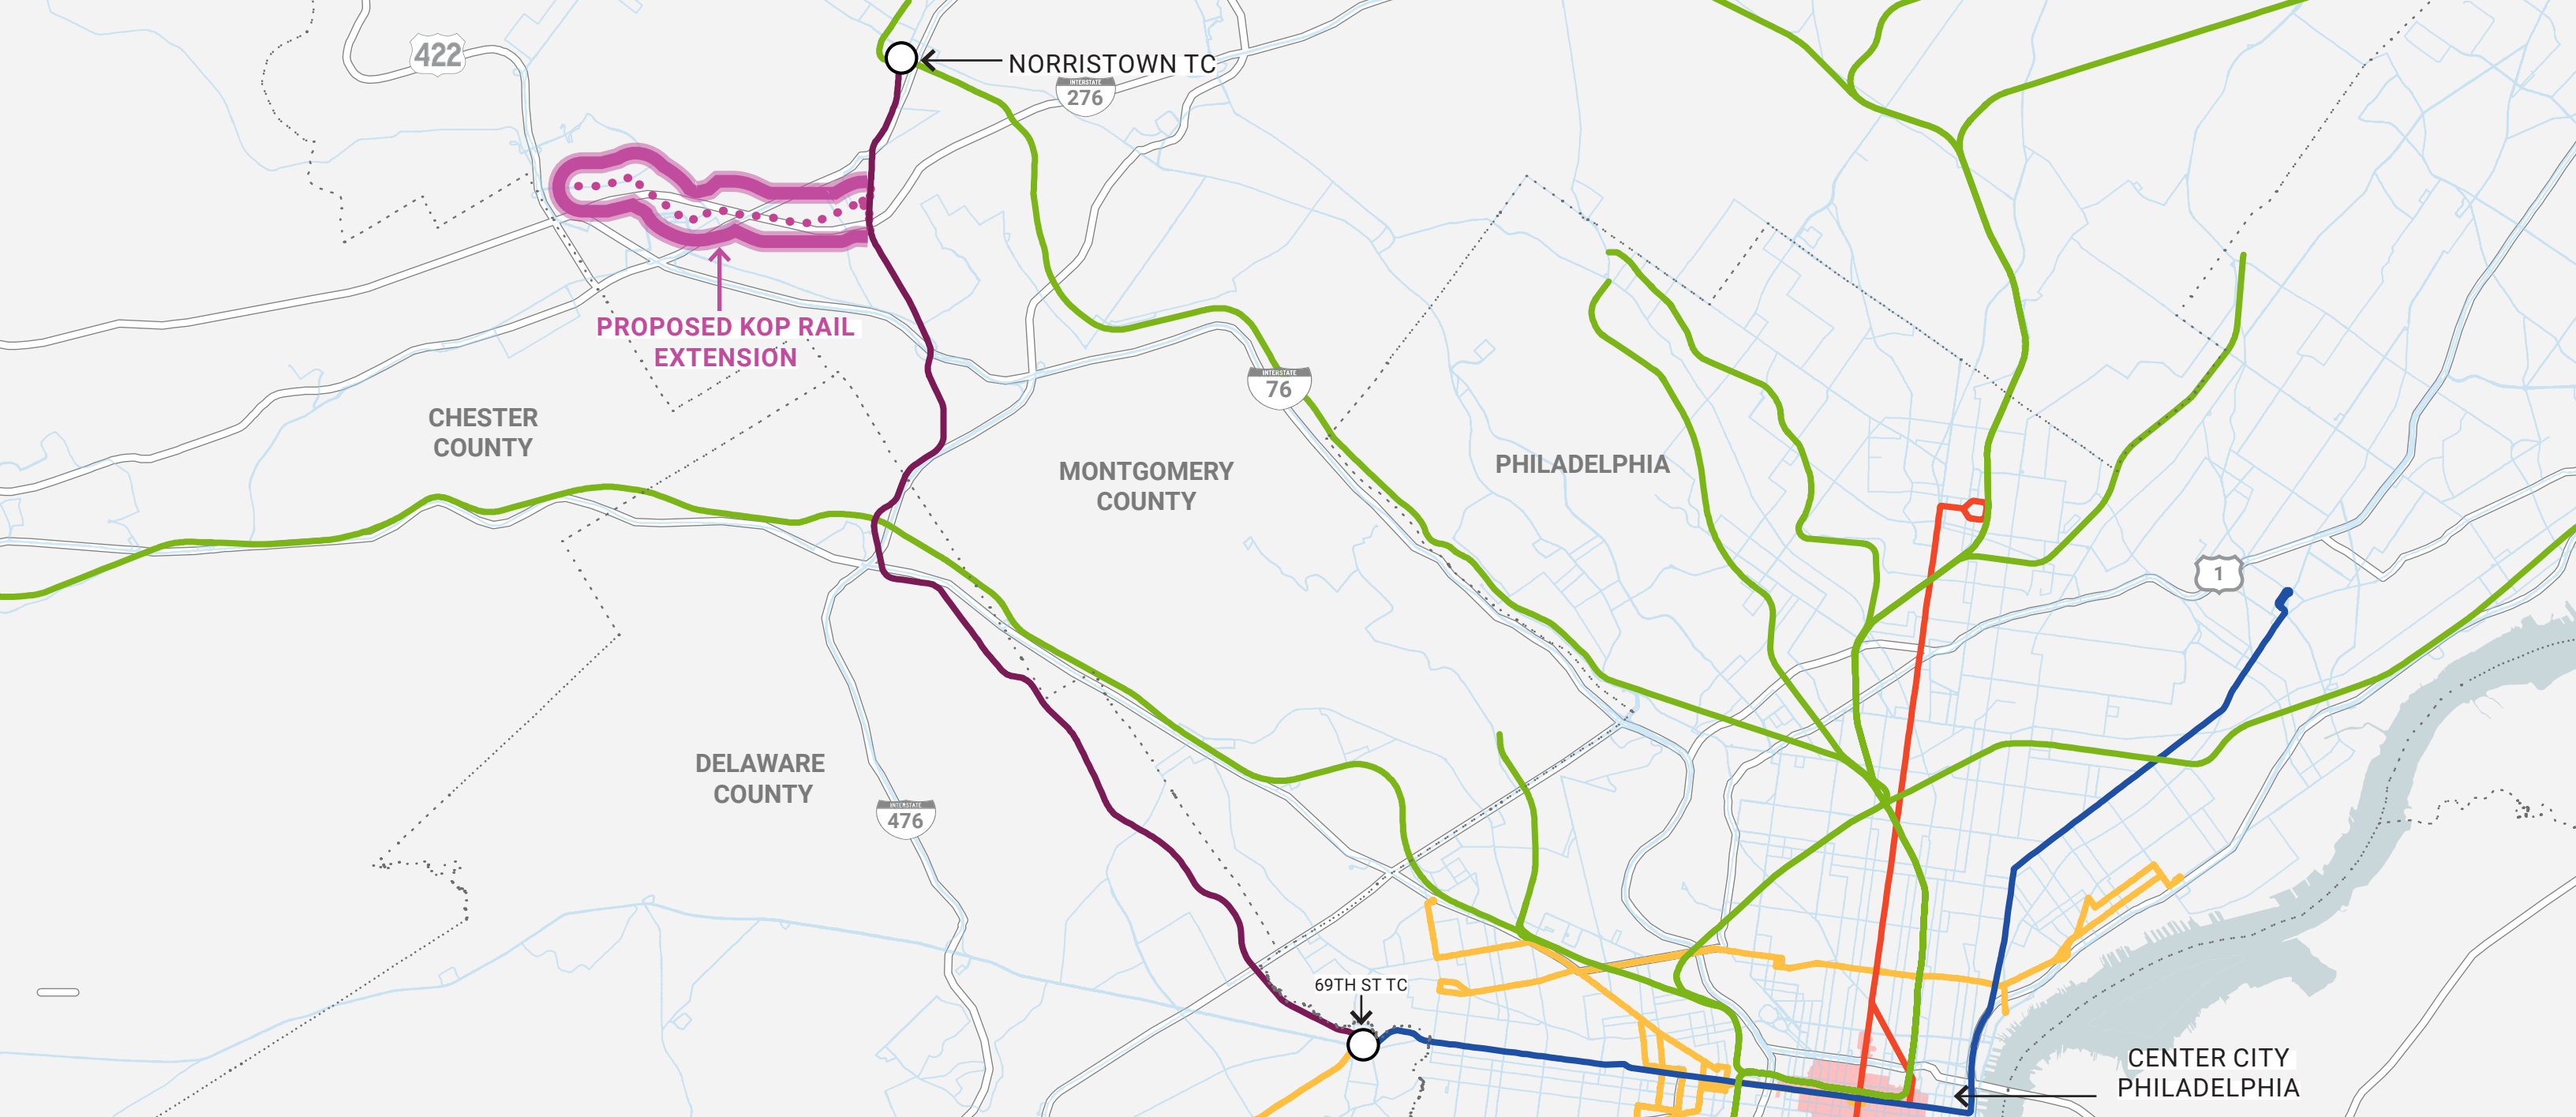 422
NORRISTOWN TC
INTERSTATE
276
PROPOSED KOP RAIL
EXTENSION
INTERSTATE
76
CHESTER
COUNTY
MONTGOMERY
COUNTY
PHILADELPHIA
1
DELAWARE
COUNTY
INTERSTATE
476
69TH ST TC
CENTER CITY
PHILADELPHIA